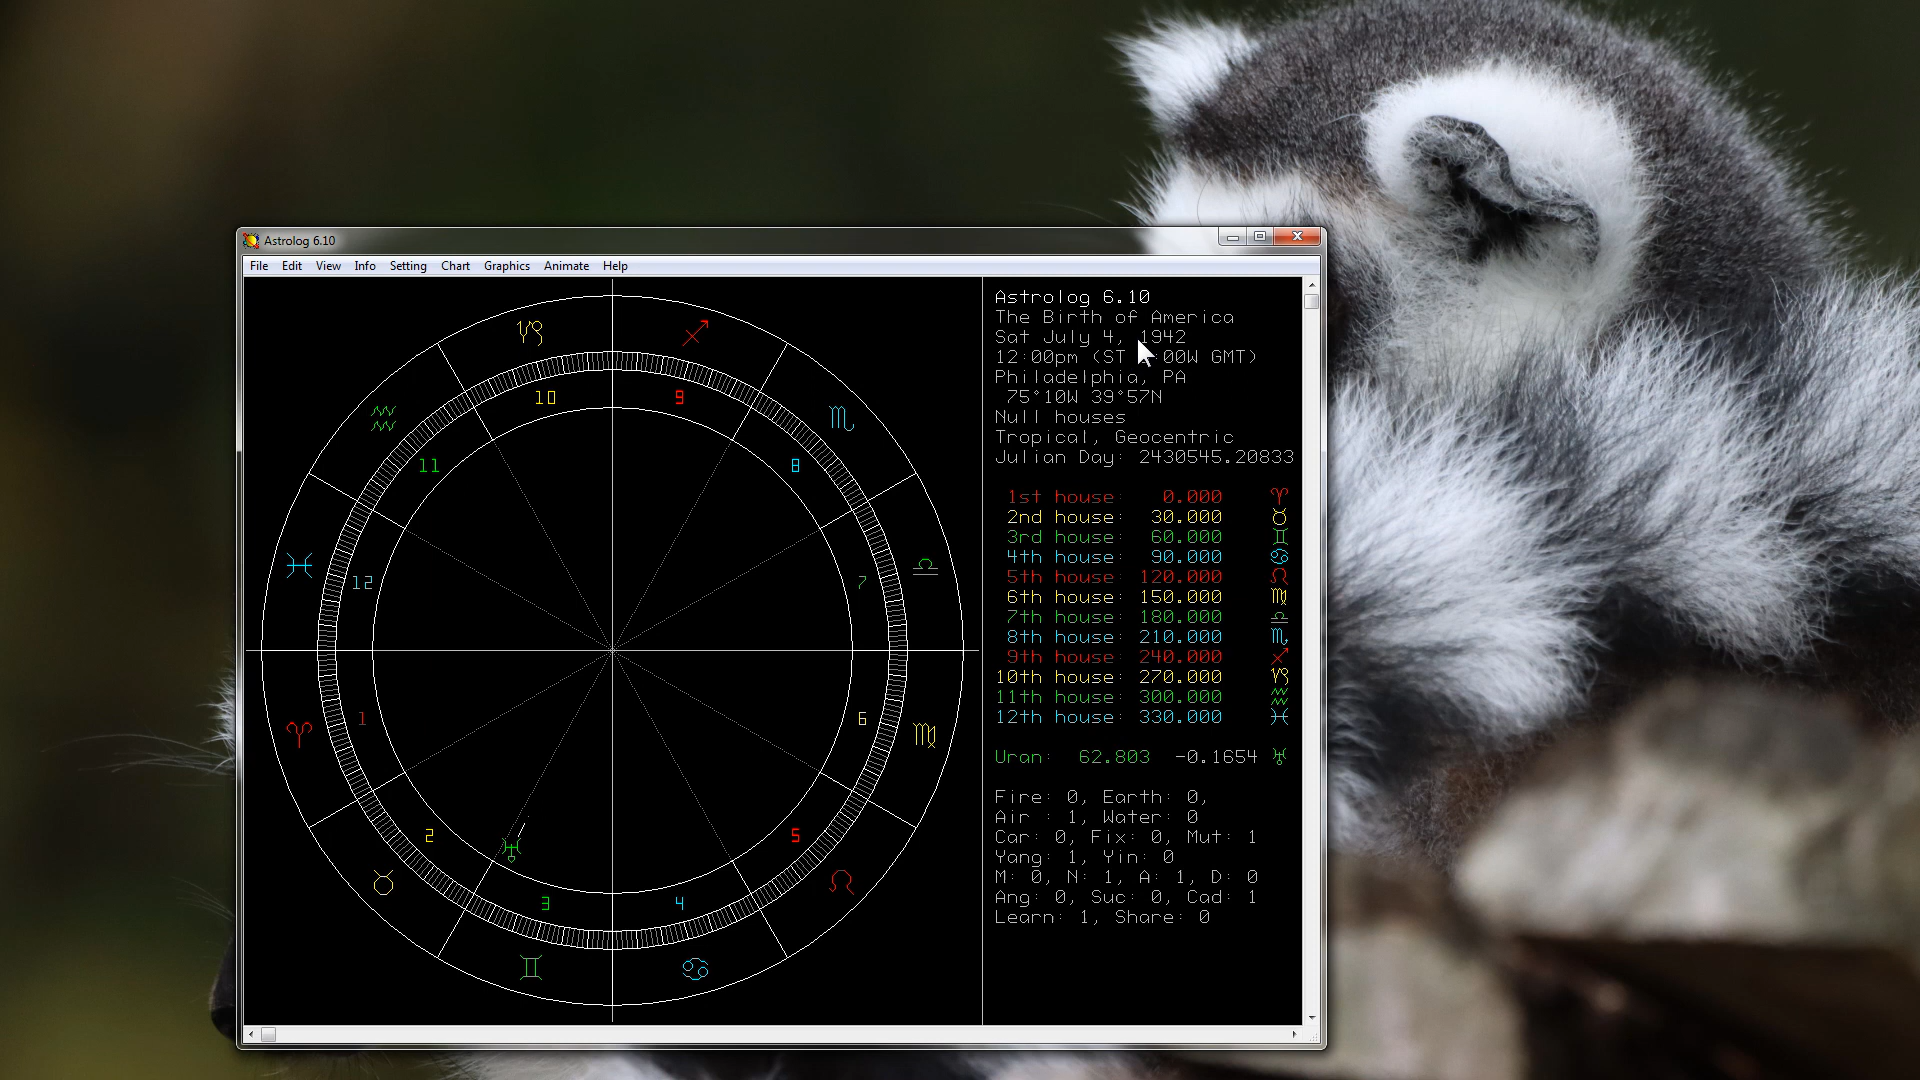 Astrolog 6.10
File Edit View Info Setting Chart Graphics Animate Help
Astrolog 6.10
The Birth of America
Sat July 4, 1942
12:00pm (ST :00W GMT)
Philadelphia, PA
75°10W 39°57N
Null houses
Tropical, Geocentric
Julian Day: 2430545.20833
1st house: 0.000 ♈
2nd house: 30.000 ♉
3rd house: 60.000 ♊
4th house: 90.000 ♋
5th house: 120.000 ♌
6th house: 150.000 ♍
7th house: 180.000 ♎
8th house: 210.000 ♏
9th house: 240.000 ♐
10th house: 270.000 ♑
11th house: 300.000 ♒
12th house: 330.000 ♓
Uran: 62.803 -0.1654 ♅
Fire: 0, Earth: 0,
Air : 1, Water: 0
Car: 0, Fix: 0, Mut: 1
Yang: 1, Yin: 0
M: 0, N: 1, A: 1, D: 0
Ang: 0, Suc: 0, Cad: 1
Learn: 1, Share: 0
♑ ♐
10 9
♒ ♏
11 8
♓ ♎
12 7
1 6
♈ ♍
2 5
♅
♉ ♌
3 4
♊ ♋